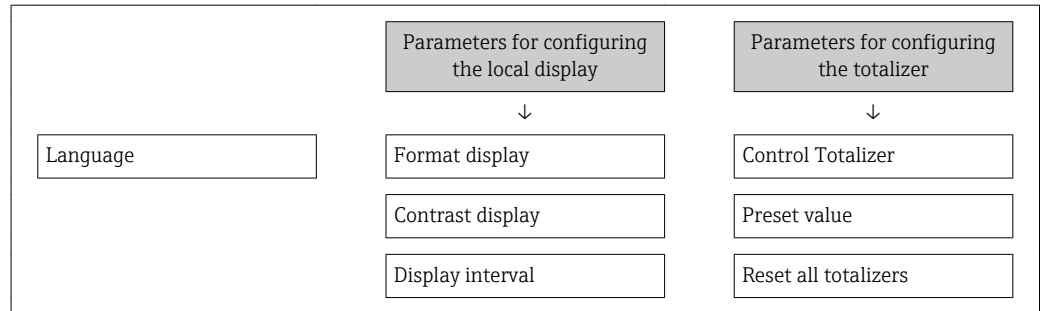 Parameters for configuring
the local display
Parameters for configuring
the totalizer
↓
↓
Language
Format display
Control Totalizer
Contrast display
Preset value
Display interval
Reset all totalizers